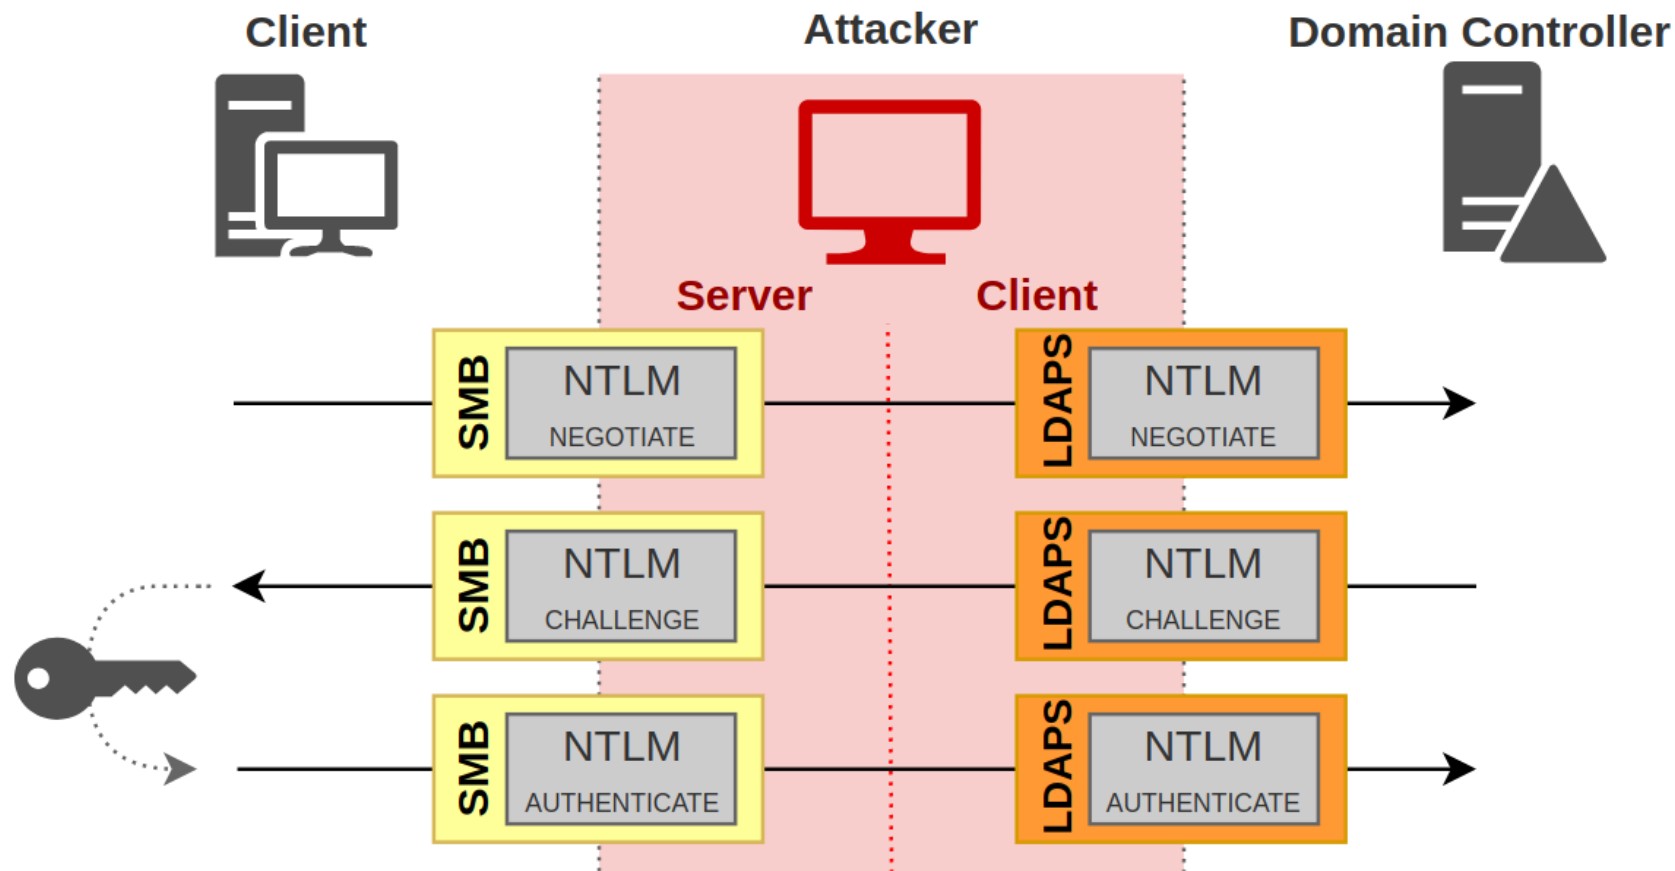 Client
Attacker
Domain Controller
Server
Client
SMB
NTLM
NEGOTIATE
LDAPS
NTLM
NEGOTIATE
SMB
NTLM
CHALLENGE
LDAPS
NTLM
CHALLENGE
SMB
NTLM
AUTHENTICATE
LDAPS
NTLM
AUTHENTICATE